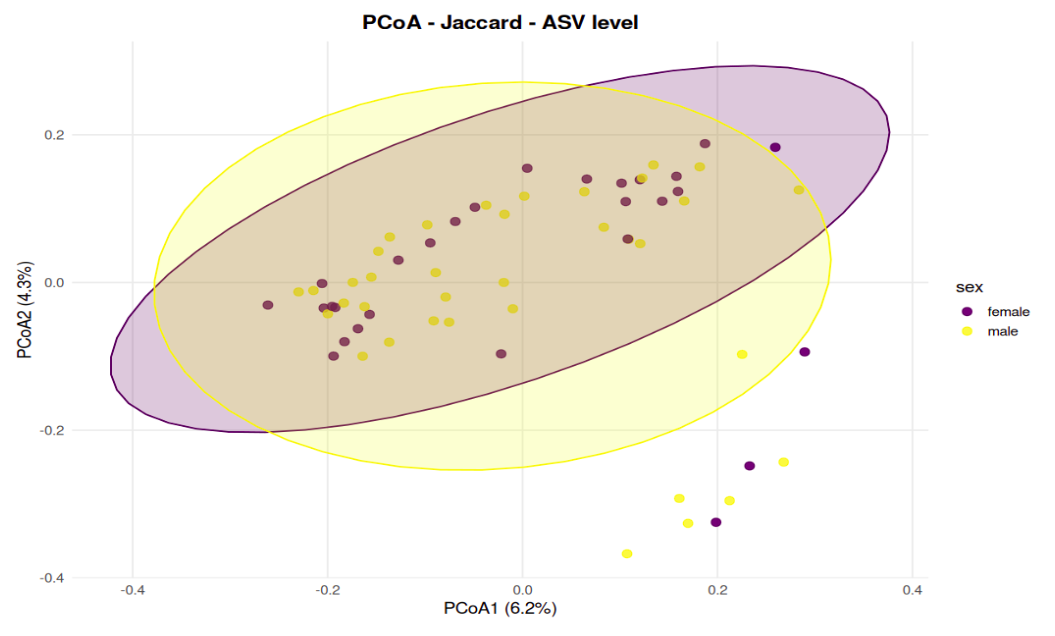 PCoA - Jaccard - ASV level
0.2
0.0
-0.2
-0.4
PCoA2 (4.3%)
-0.4
-0.2
0.0
0.2
0.4
PCoA1 (6.2%)
sex
female
male